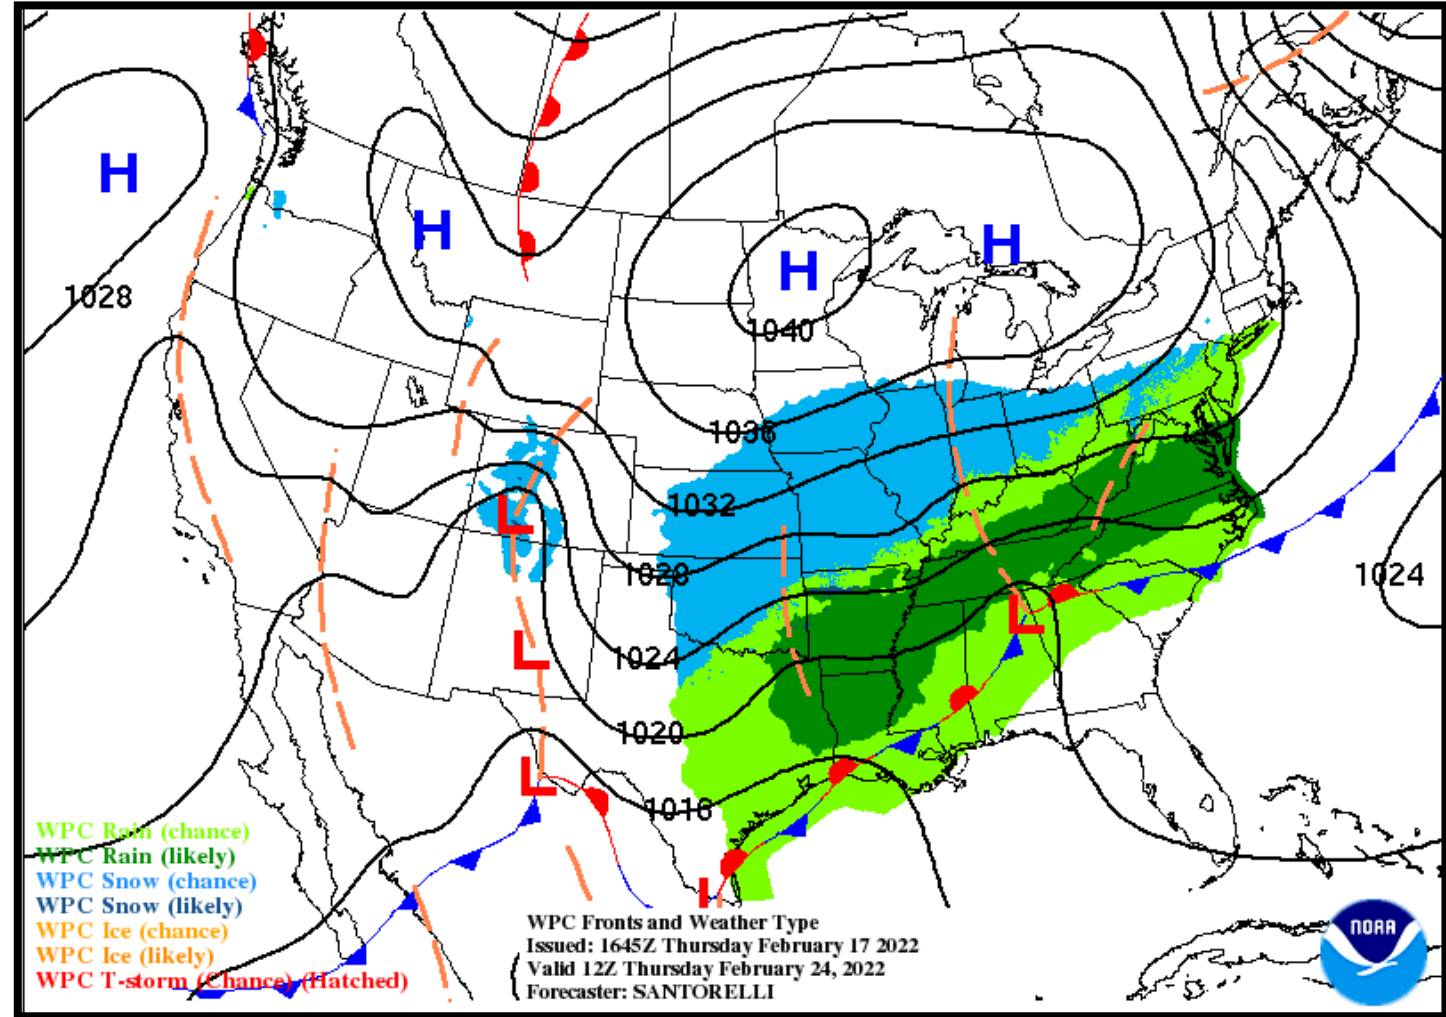 H
H
H
H
1028
1040
1036
1032
L
1028
1024
L
1024
L
1020
L
1016
L
WPC Rain (chance)
WPC Rain (likely)
WPC Snow (chance)
WPC Snow (likely)
WPC Ice (chance)
WPC Ice (likely)
WPC T-storm (Chance) (Hatched)
WPC Fronts and Weather Type
Issued: 1645Z Thursday February 17 2022
Valid 12Z Thursday February 24, 2022
Forecaster: SANTORELLI
NOAA